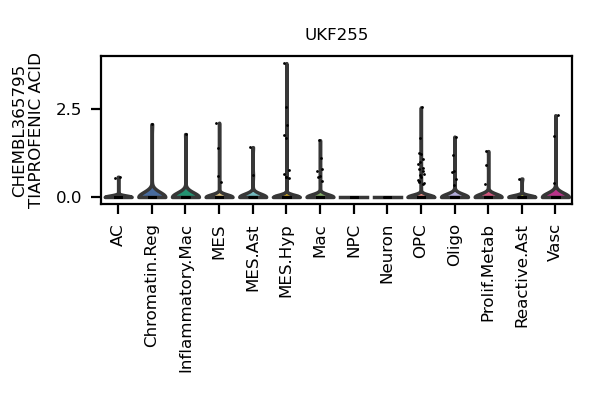 UKF255
CHEMBL365795
TIAPROFENIC ACID
2.5
0.0
AC
Chromatin.Reg
Inflammatory.Mac
MES
MES.Ast
MES.Hyp
Mac
NPC
Neuron
OPC
Oligo
Prolif.Metab
Reactive.Ast
Vasc